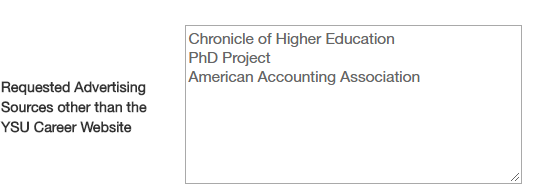 Requested Advertising
Sources other than the
YSU Career Website
Chronicle of Higher Education
PhD Project
American Accounting Association